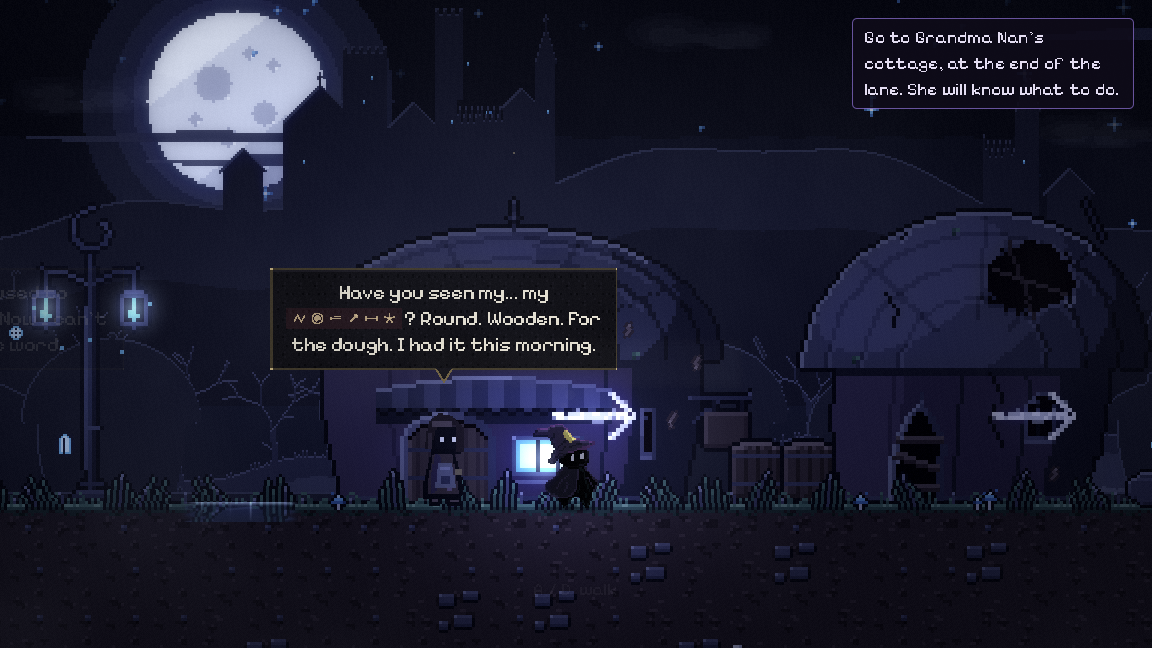 Go to Grandma Nan's
cottage, at the end of the
lane. She will know what to do.
Have you seen my... my
? Round. Wooden. For
the dough. I had it this morning.
walk